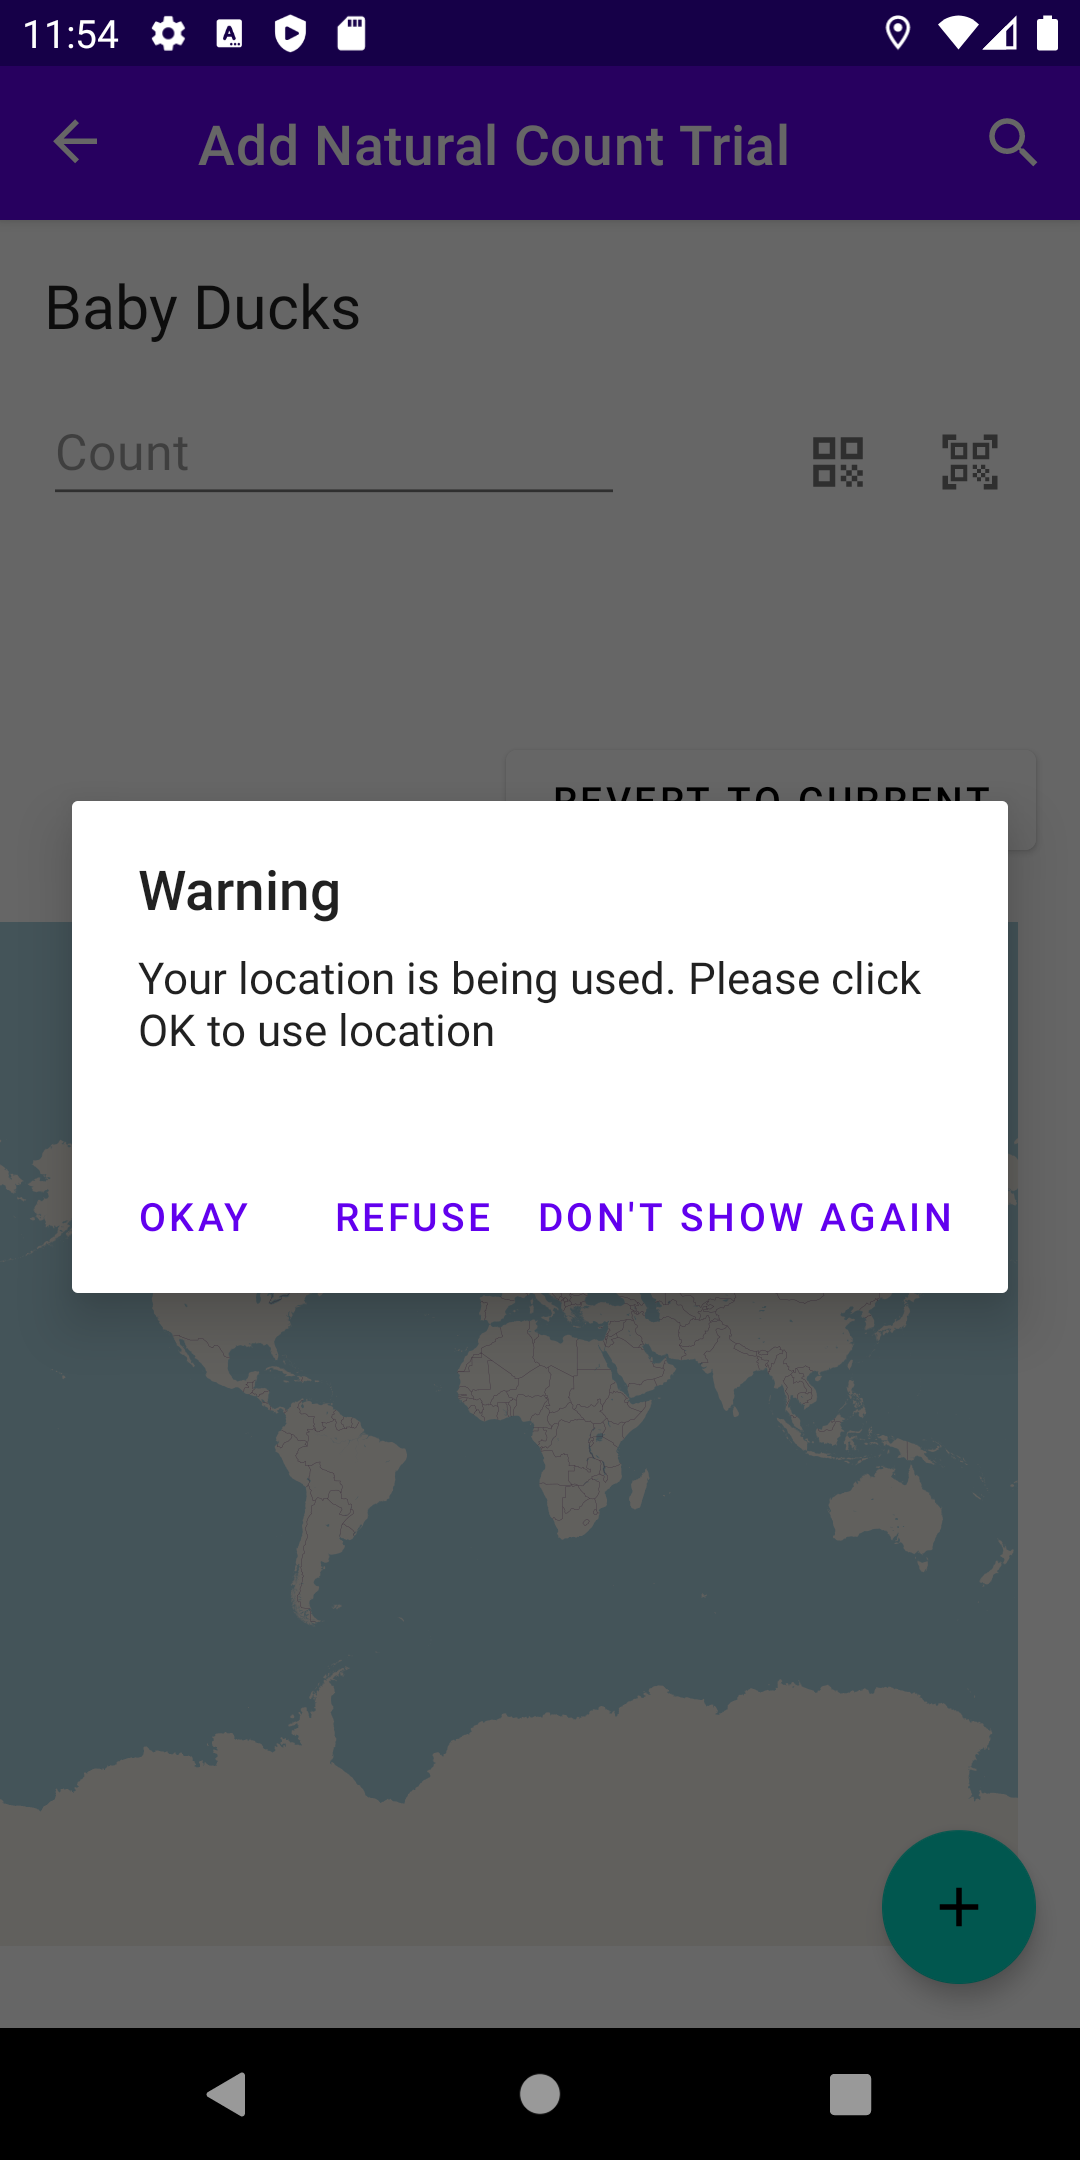 11:54
Add Natural Count Trial
Baby Ducks
Count
REVERT TO CURRENT
Warning
Your location is being used. Please click
OK to use location
OKAY REFUSE DON'T SHOW AGAIN